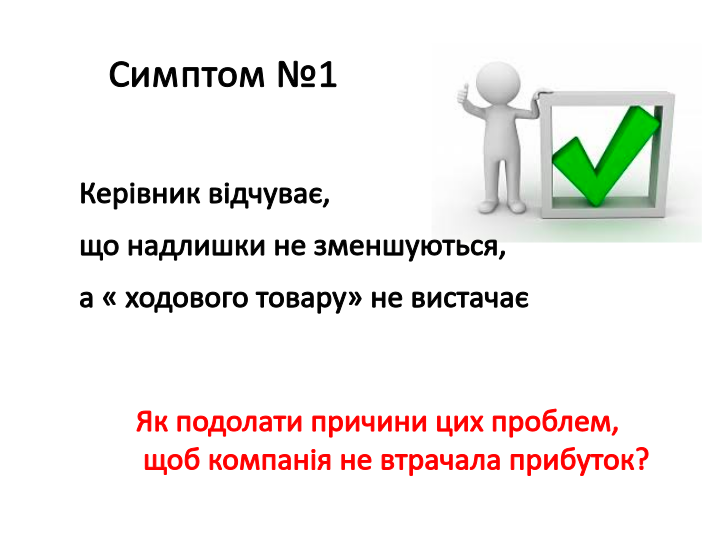 Симптом №1
Керівник відчуває,
що надлишки не зменшуються,
а « ходового товару» не вистачає
Як подолати причини цих проблем,
щоб компанія не втрачала прибуток?